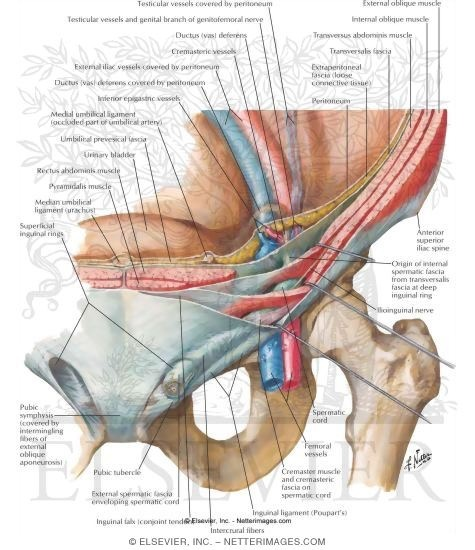 Testicular vessels covered by peritoneum
Testicular vessels and genital branch of genitofemoral nerve
Ductus (vas) deferens
Cremasteric vessels
External iliac vessels covered by peritoneum
Ductus (vas) deferens covered by peritoneum
Inferior epigastric vessels
Medial umbilical ligament
(occluded part of umbilical artery)
Umbilical prevesical fascia
Urinary bladder
Rectus abdominis muscle
Pyramidalis muscle
Median umbilical
ligament (urachus)
Superficial
inguinal rings
External oblique muscle
Internal oblique muscle
Transversus abdominis muscle
Transversalis fascia
Extraperitoneal
fascia (loose
connective tissue)
Peritoneum
Anterior
superior
iliac spine
Origin of internal
spermatic fascia
from transversalis
fascia at deep
inguinal ring
Ilioinguinal nerve
Pubic
symphysis
(covered by
intermingling
fibers of
external
oblique
aponeurosis)
Pubic tubercle
External spermatic fascia
enveloping spermatic cord
Inguinal falx (conjoint tendon)
Intercrural fibers
Inguinal ligament (Poupart's)
Cremaster muscle
and cremasteric
fascia on
spermatic cord
Femoral
vessels
Spermatic
cord
F. Netter
© Elsevier, Inc. - Netterimages.com
© ELSEVIER, INC. – NETTERIMAGES.COM